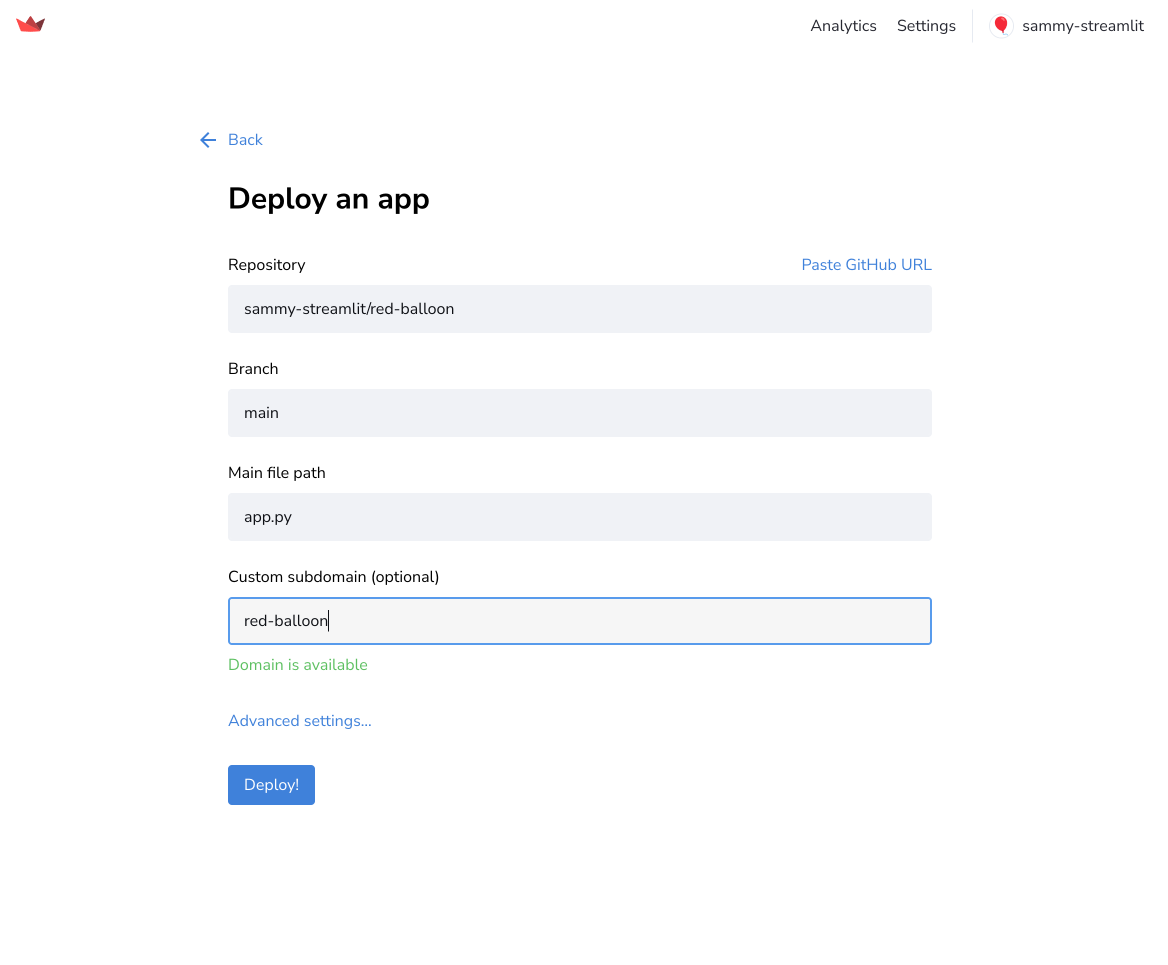 Analytics Settings sammy-streamlit
Back
Deploy an app
Repository Paste GitHub URL
sammy-streamlit/red-balloon
Branch
main
Main file path
app.py
Custom subdomain (optional)
red-balloon
Domain is available
Advanced settings...
Deploy!